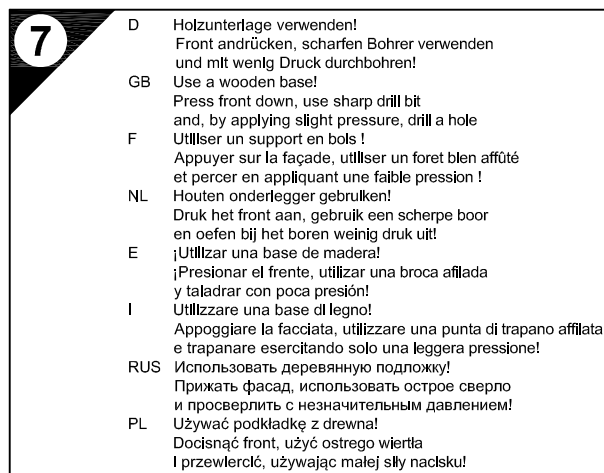 7
D Holzunterlage verwenden!
Front andrücken, scharfen Bohrer verwenden
und mit wenig Druck durchbohren!
GB Use a wooden base!
Press front down, use sharp drill bit
and, by applying slight pressure, drill a hole
F Utiliser un support en bois !
Appuyer sur la façade, utiliser un foret bien affûté
et percer en appliquant une faible pression !
NL Houten onderlegger gebruiken!
Druk het front aan, gebruik een scherpe boor
en oefen bij het boren weinig druk uit!
E ¡Utilizar una base de madera!
¡Presionar el frente, utilizar una broca afilada
y taladrar con poca presión!
I Utilizzare una base di legno!
Appoggiare la facciata, utilizzare una punta di trapano affilata
e trapanare esercitando solo una leggera pressione!
RUS Использовать деревянную подложку!
Прижать фасад, использовать острое сверло
и просверлить с незначительным давлением!
PL Używać podkładkę z drewna!
Docisnąć front, użyć ostrego wiertła
i przewiercić, używając małej siły nacisku!